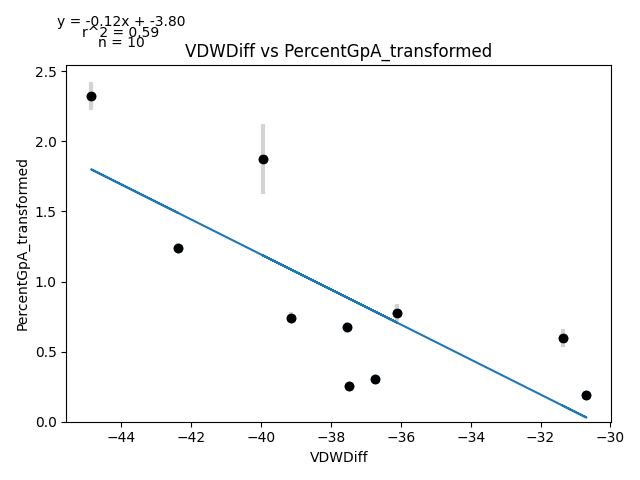 y = -0.12x + -3.80
r^2 = 0.59
n = 10
VDWDiff vs PercentGpA_transformed
2.5
2.0
1.5
1.0
0.5
0.0
PercentGpA_transformed
−44 −42 −40 −38 −36 −34 −32 −30
VDWDiff